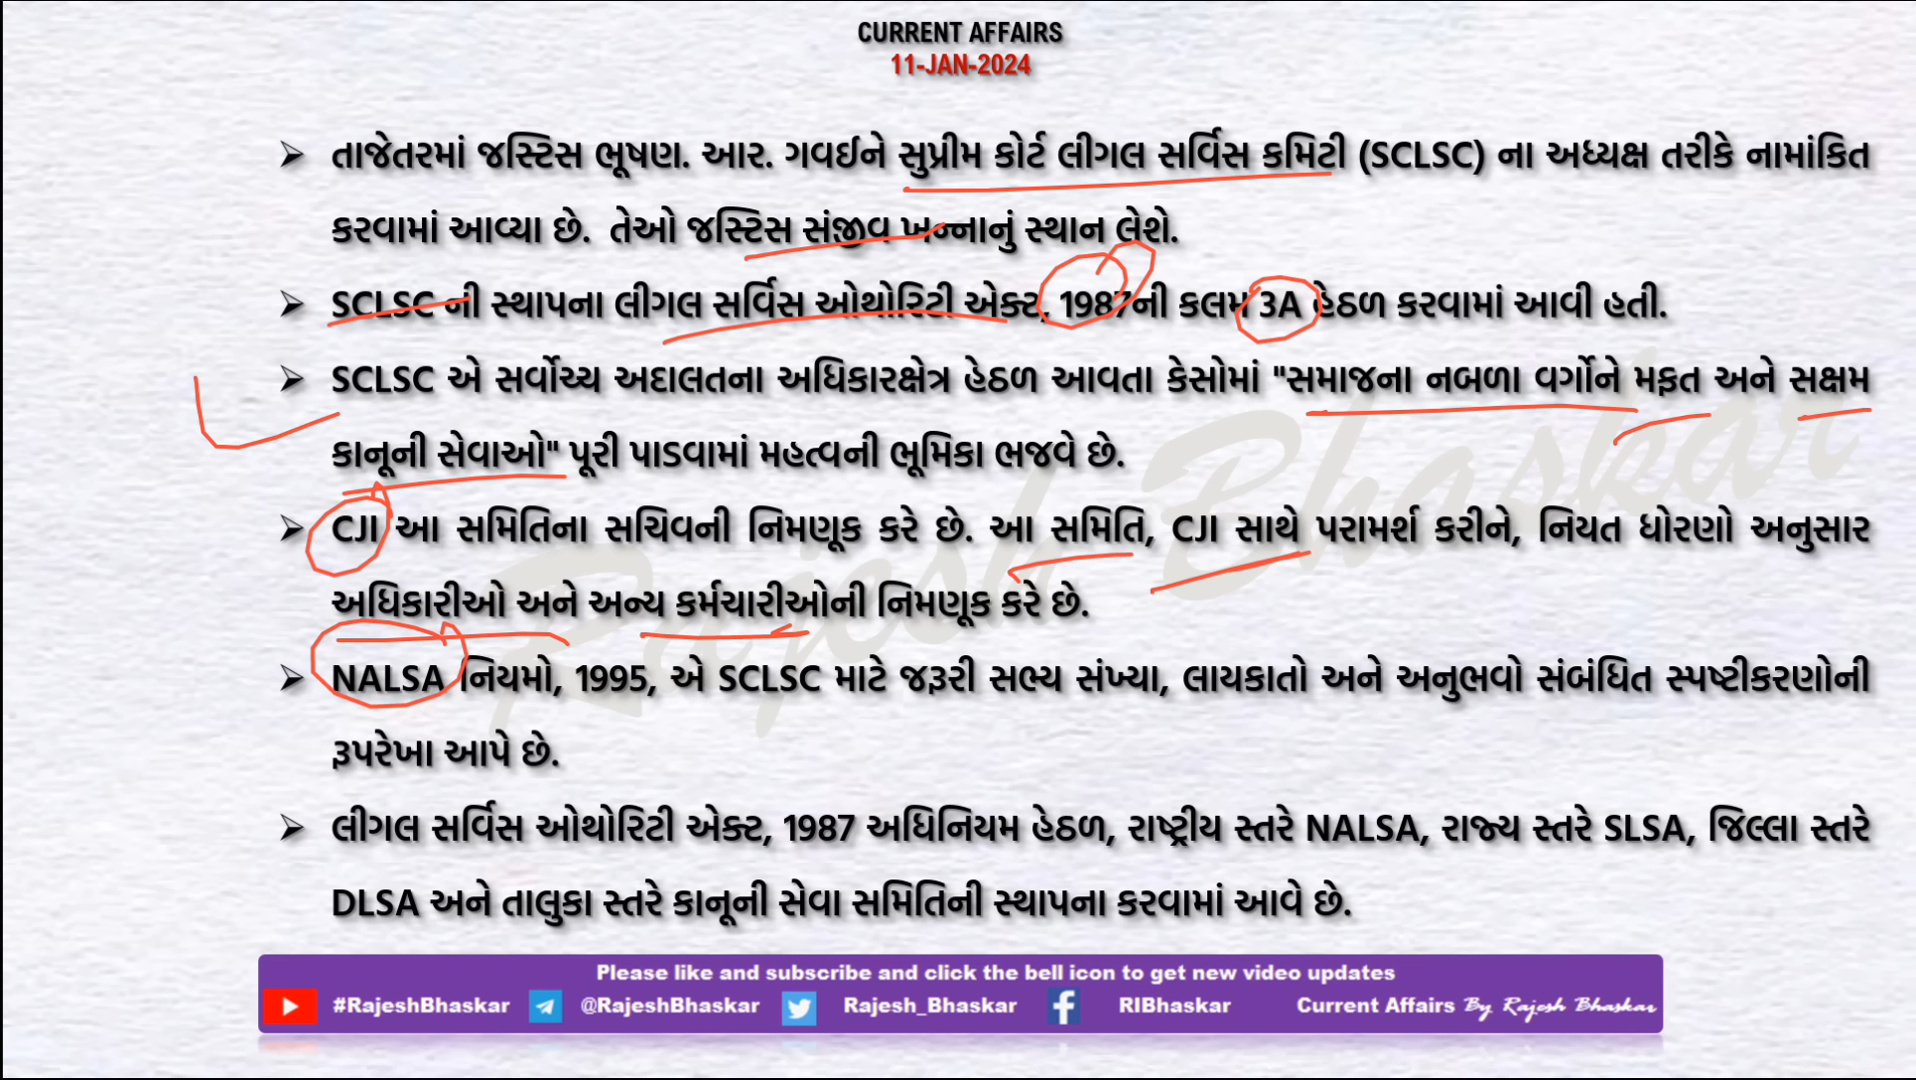 CURRENT AFFAIRS
11-JAN-2024
➢ તાજેતરમાં જસ્ટિસ ભૂષણ. આર. ગવઈને સુપ્રીમ કોર્ટ લીગલ સર્વિસ કમિટી (SCLSC) ના અધ્યક્ષ તરીકે નામાંકિત
કરવામાં આવ્યા છે. તેઓ જસ્ટિસ સંજીવ ખન્નાનું સ્થાન લેશે.
➢ SCLSC ની સ્થાપના લીગલ સર્વિસ ઓથોરિટી એક્ટ, 1987ની કલમ 3A હેઠળ કરવામાં આવી હતી.
➢ SCLSC એ સર્વોચ્ચ અદાલતના અધિકારક્ષેત્ર હેઠળ આવતા કેસોમાં "સમાજના નબળા વર્ગોને મફત અને સક્ષમ
કાનૂની સેવાઓ" પૂરી પાડવામાં મહત્વની ભૂમિકા ભજવે છે.
➢ CJI આ સમિતિના સચિવની નિમણૂક કરે છે. આ સમિતિ, CJI સાથે પરામર્શ કરીને, નિયત ધોરણો અનુસાર
અધિકારીઓ અને અન્ય કર્મચારીઓની નિમણૂક કરે છે.
➢ NALSA નિયમો, 1995, એ SCLSC માટે જરૂરી સભ્ય સંખ્યા, લાયકાતો અને અનુભવો સંબંધિત સ્પષ્ટીકરણોની
રૂપરેખા આપે છે.
➢ લીગલ સર્વિસ ઓથોરિટી એક્ટ, 1987 અધિનિયમ હેઠળ, રાષ્ટ્રીય સ્તરે NALSA, રાજ્ય સ્તરે SLSA, જિલ્લા સ્તરે
DLSA અને તાલુકા સ્તરે કાનૂની સેવા સમિતિની સ્થાપના કરવામાં આવે છે.
Rajesh Bhaskar
Please like and subscribe and click the bell icon to get new video updates
#RajeshBhaskar @RajeshBhaskar Rajesh_Bhaskar RIBhaskar Current Affairs By Rajesh Bhaskar